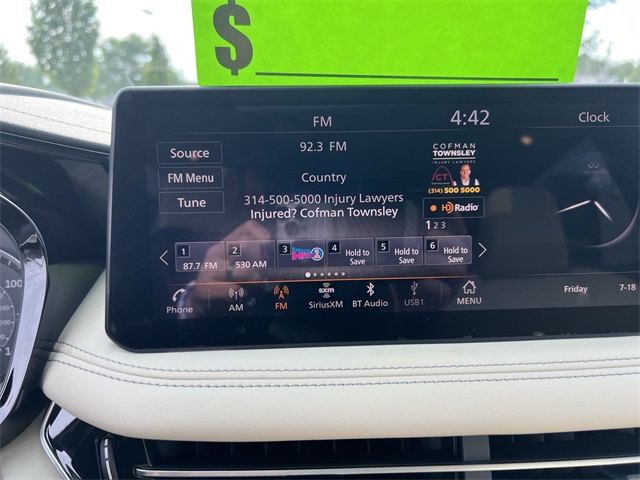 $
FM 4:42 Clock
92.3 FM
Source
COFMAN
TOWNSLEY
INJURY LAWYERS
INFINITI
FM Menu
Country
CT
(314) 500 5000
Tune
314-500-5000 Injury Lawyers
Injured? Cofman Townsley
HD Radio
1 2 3
1 2 3 4 5 6
87.7 FM 530 AM Hold to Save Hold to Save Hold to Save
Phone AM FM SiriusXM BT Audio USB1 MENU
sxm
Friday 7-18
100